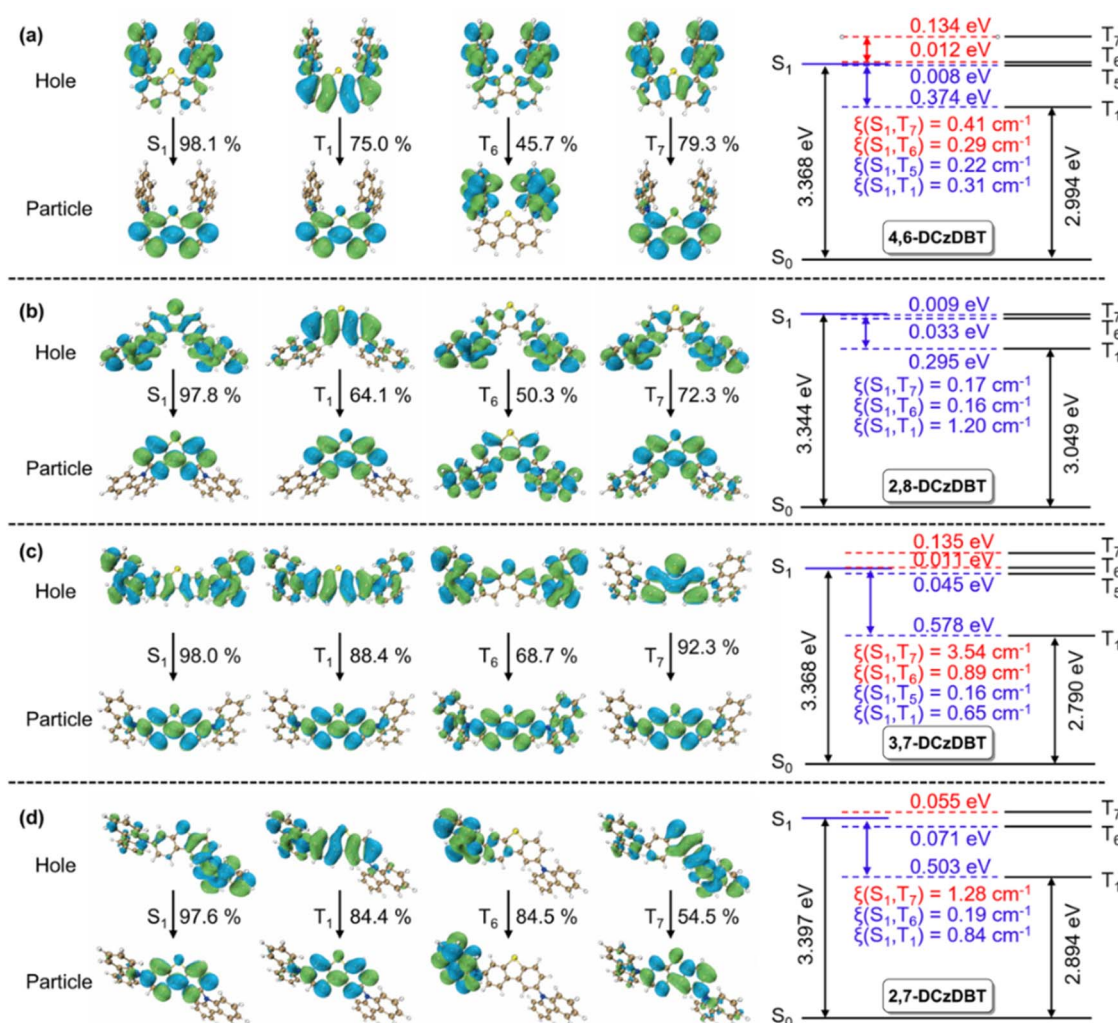 (a)
Hole
S₁ 98.1 %
T₁ 75.0 %
T₆ 45.7 %
T₇ 79.3 %
Particle
0.134 eV
0.012 eV
0.008 eV
0.374 eV
S₁
T₇
T₆
T₅
T₁
ξ(S₁,T₇) = 0.41 cm⁻¹
ξ(S₁,T₆) = 0.29 cm⁻¹
ξ(S₁,T₅) = 0.22 cm⁻¹
ξ(S₁,T₁) = 0.31 cm⁻¹
3.368 eV
2.994 eV
4,6-DCzDBT
S₀
(b)
Hole
S₁ 97.8 %
T₁ 64.1 %
T₆ 50.3 %
T₇ 72.3 %
Particle
0.009 eV
0.033 eV
0.295 eV
S₁
T₇
T₆
T₁
ξ(S₁,T₇) = 0.17 cm⁻¹
ξ(S₁,T₆) = 0.16 cm⁻¹
ξ(S₁,T₁) = 1.20 cm⁻¹
3.344 eV
3.049 eV
2,8-DCzDBT
S₀
(c)
Hole
S₁ 98.0 %
T₁ 88.4 %
T₆ 68.7 %
T₇ 92.3 %
Particle
0.135 eV
0.011 eV
0.045 eV
0.578 eV
S₁
T₇
T₆
T₅
T₁
ξ(S₁,T₇) = 3.54 cm⁻¹
ξ(S₁,T₆) = 0.89 cm⁻¹
ξ(S₁,T₅) = 0.16 cm⁻¹
ξ(S₁,T₁) = 0.65 cm⁻¹
3.368 eV
2.790 eV
3,7-DCzDBT
S₀
(d)
Hole
S₁ 97.6 %
T₁ 84.4 %
T₆ 84.5 %
T₇ 54.5 %
Particle
0.055 eV
0.071 eV
0.503 eV
S₁
T₇
T₆
T₁
ξ(S₁,T₇) = 1.28 cm⁻¹
ξ(S₁,T₆) = 0.19 cm⁻¹
ξ(S₁,T₁) = 0.84 cm⁻¹
3.397 eV
2.894 eV
2,7-DCzDBT
S₀